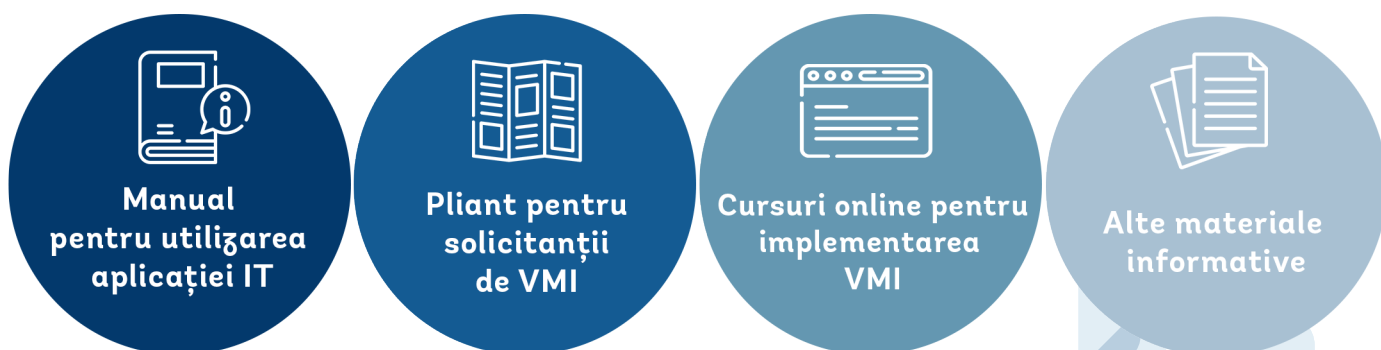 Manual
pentru utilizarea
aplicației IT
Pliant pentru
solicitanții
de VMI
Cursuri online pentru
implementarea
VMI
Alte materiale
informative